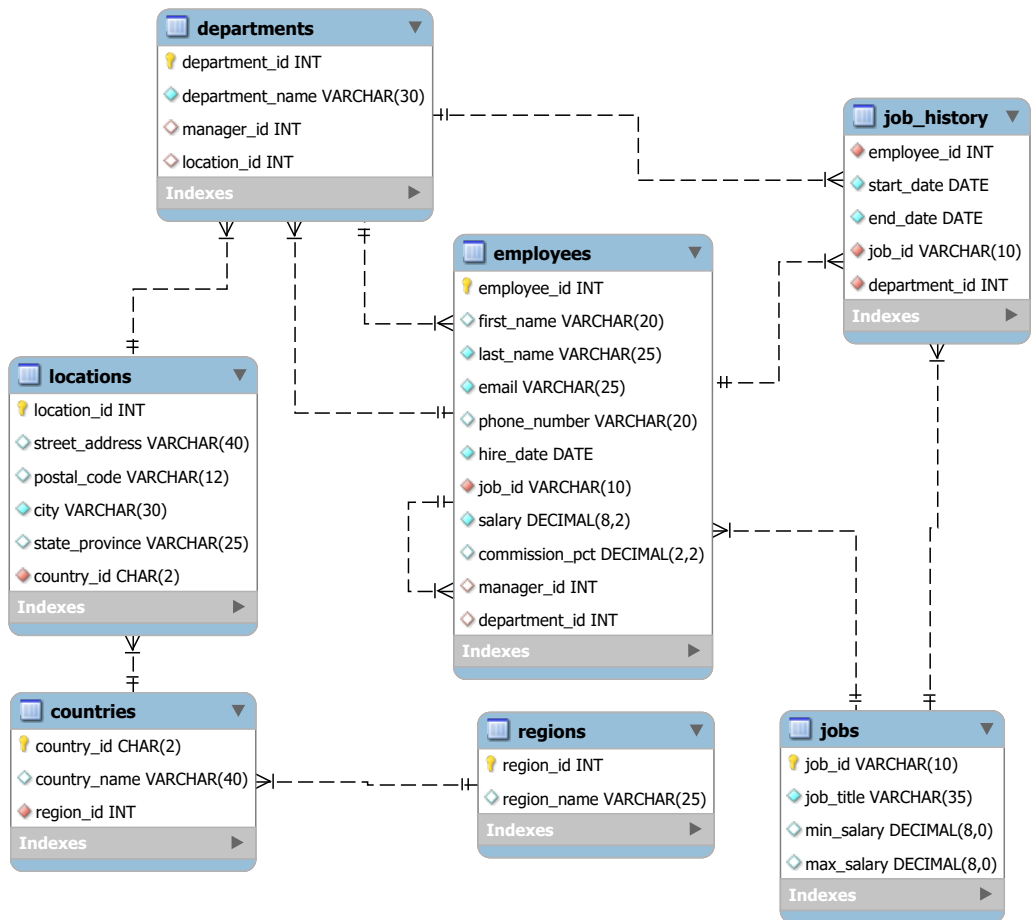 departments
department_id INT
department_name VARCHAR(30)
manager_id INT
location_id INT
Indexes
job_history
employee_id INT
start_date DATE
end_date DATE
job_id VARCHAR(10)
department_id INT
Indexes
employees
employee_id INT
first_name VARCHAR(20)
last_name VARCHAR(25)
email VARCHAR(25)
phone_number VARCHAR(20)
hire_date DATE
job_id VARCHAR(10)
salary DECIMAL(8,2)
commission_pct DECIMAL(2,2)
manager_id INT
department_id INT
Indexes
locations
location_id INT
street_address VARCHAR(40)
postal_code VARCHAR(12)
city VARCHAR(30)
state_province VARCHAR(25)
country_id CHAR(2)
Indexes
countries
country_id CHAR(2)
country_name VARCHAR(40)
region_id INT
Indexes
regions
region_id INT
region_name VARCHAR(25)
Indexes
jobs
job_id VARCHAR(10)
job_title VARCHAR(35)
min_salary DECIMAL(8,0)
max_salary DECIMAL(8,0)
Indexes